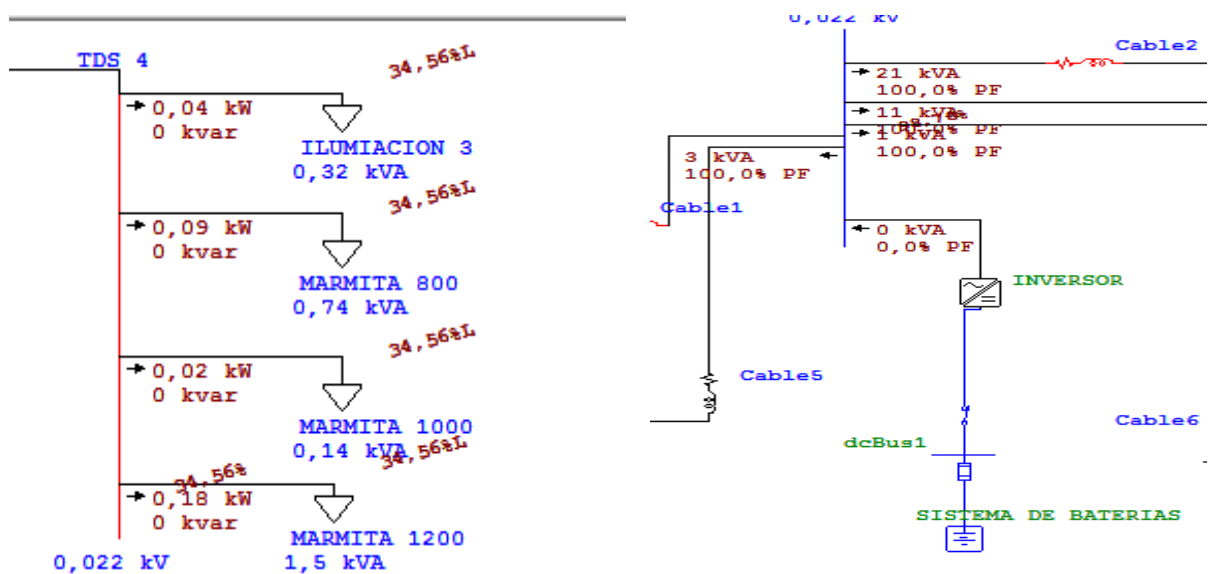 TDS 4
34,56%L
0,04 kW
0 kvar
ILUMIACION 3
0,32 kVA
34,56%L
0,09 kW
0 kvar
MARMITA 800
0,74 kVA
34,56%L
0,02 kW
0 kvar
MARMITA 1000
0,14 kVA
34,56%L
34,56%
0,18 kW
0 kvar
MARMITA 1200
0,022 kV
1,5 kVA
0,022 kV
Cable2
21 kVA
100,0% PF
11 kVA
100,0% PF
1 kVA
100,0% PF
3 kVA
100,0% PF
Cable1
0 kVA
0,0% PF
INVERSOR
Cable5
Cable6
dcBus1
SISTEMA DE BATERIAS